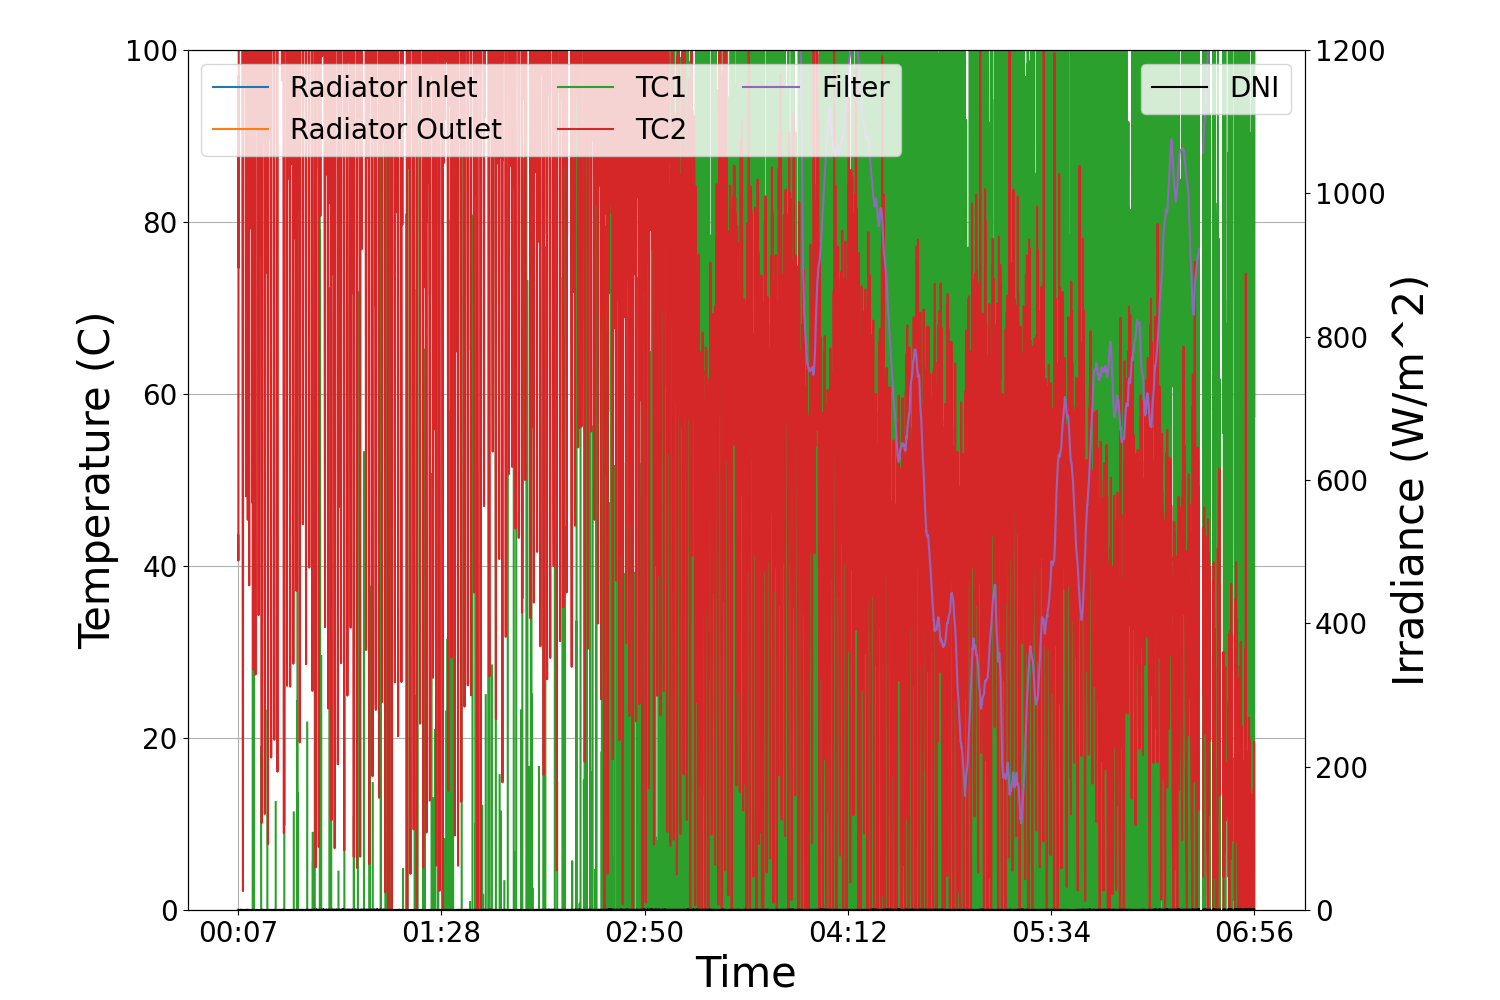 100
80
60
40
20
0
Temperature (C)
Radiator Inlet
Radiator Outlet
TC1
TC2
Filter
DNI
1200
1000
800
600
400
200
0
Irradiance (W/m^2)
00:07
01:28
02:50
04:12
05:34
06:56
Time